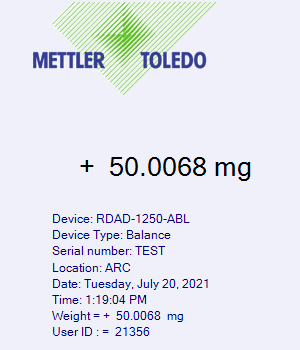 METTLER TOLEDO
+ 50.0068 mg
Device: RDAD-1250-ABL
Device Type: Balance
Serial number: TEST
Location: ARC
Date: Tuesday, July 20, 2021
Time: 1:19:04 PM
Weight = + 50.0068 mg
User ID : = 21356